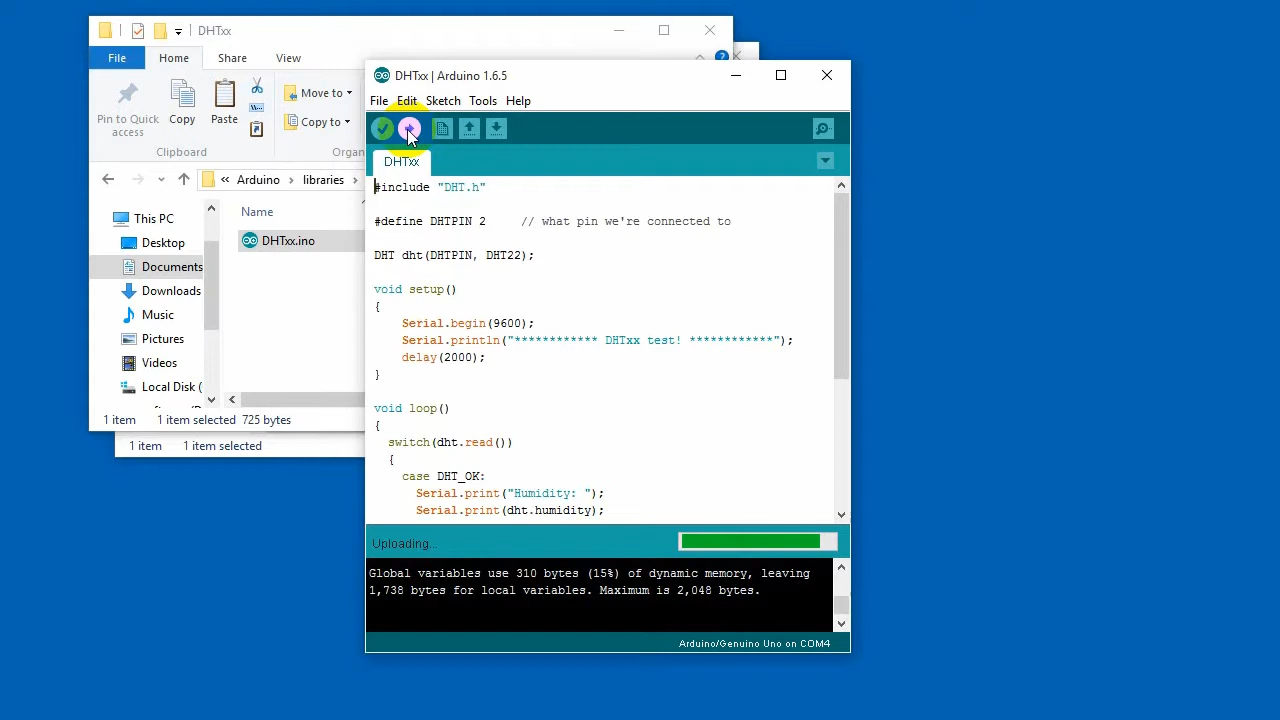 DHTxx
File Home Share View
Pin to Quick access
Copy
Paste
Move to
Copy to
Clipboard
Organ
« Arduino › libraries ›
This PC
Desktop
Documents
Downloads
Music
Pictures
Videos
Local Disk (
Name
DHTxx.ino
1 item 1 item selected 725 bytes
1 item 1 item selected
DHTxx | Arduino 1.6.5
File Edit Sketch Tools Help
DHTxx
#include "DHT.h"
#define DHTPIN 2 // what pin we're connected to
DHT dht(DHTPIN, DHT22);
void setup()
{
Serial.begin(9600);
Serial.println("************ DHTxx test! ************");
delay(2000);
}
void loop()
{
switch(dht.read())
{
case DHT_OK:
Serial.print("Humidity: ");
Serial.print(dht.humidity);
Uploading...
Global variables use 310 bytes (15%) of dynamic memory, leaving
1,738 bytes for local variables. Maximum is 2,048 bytes.
Arduino/Genuino Uno on COM4